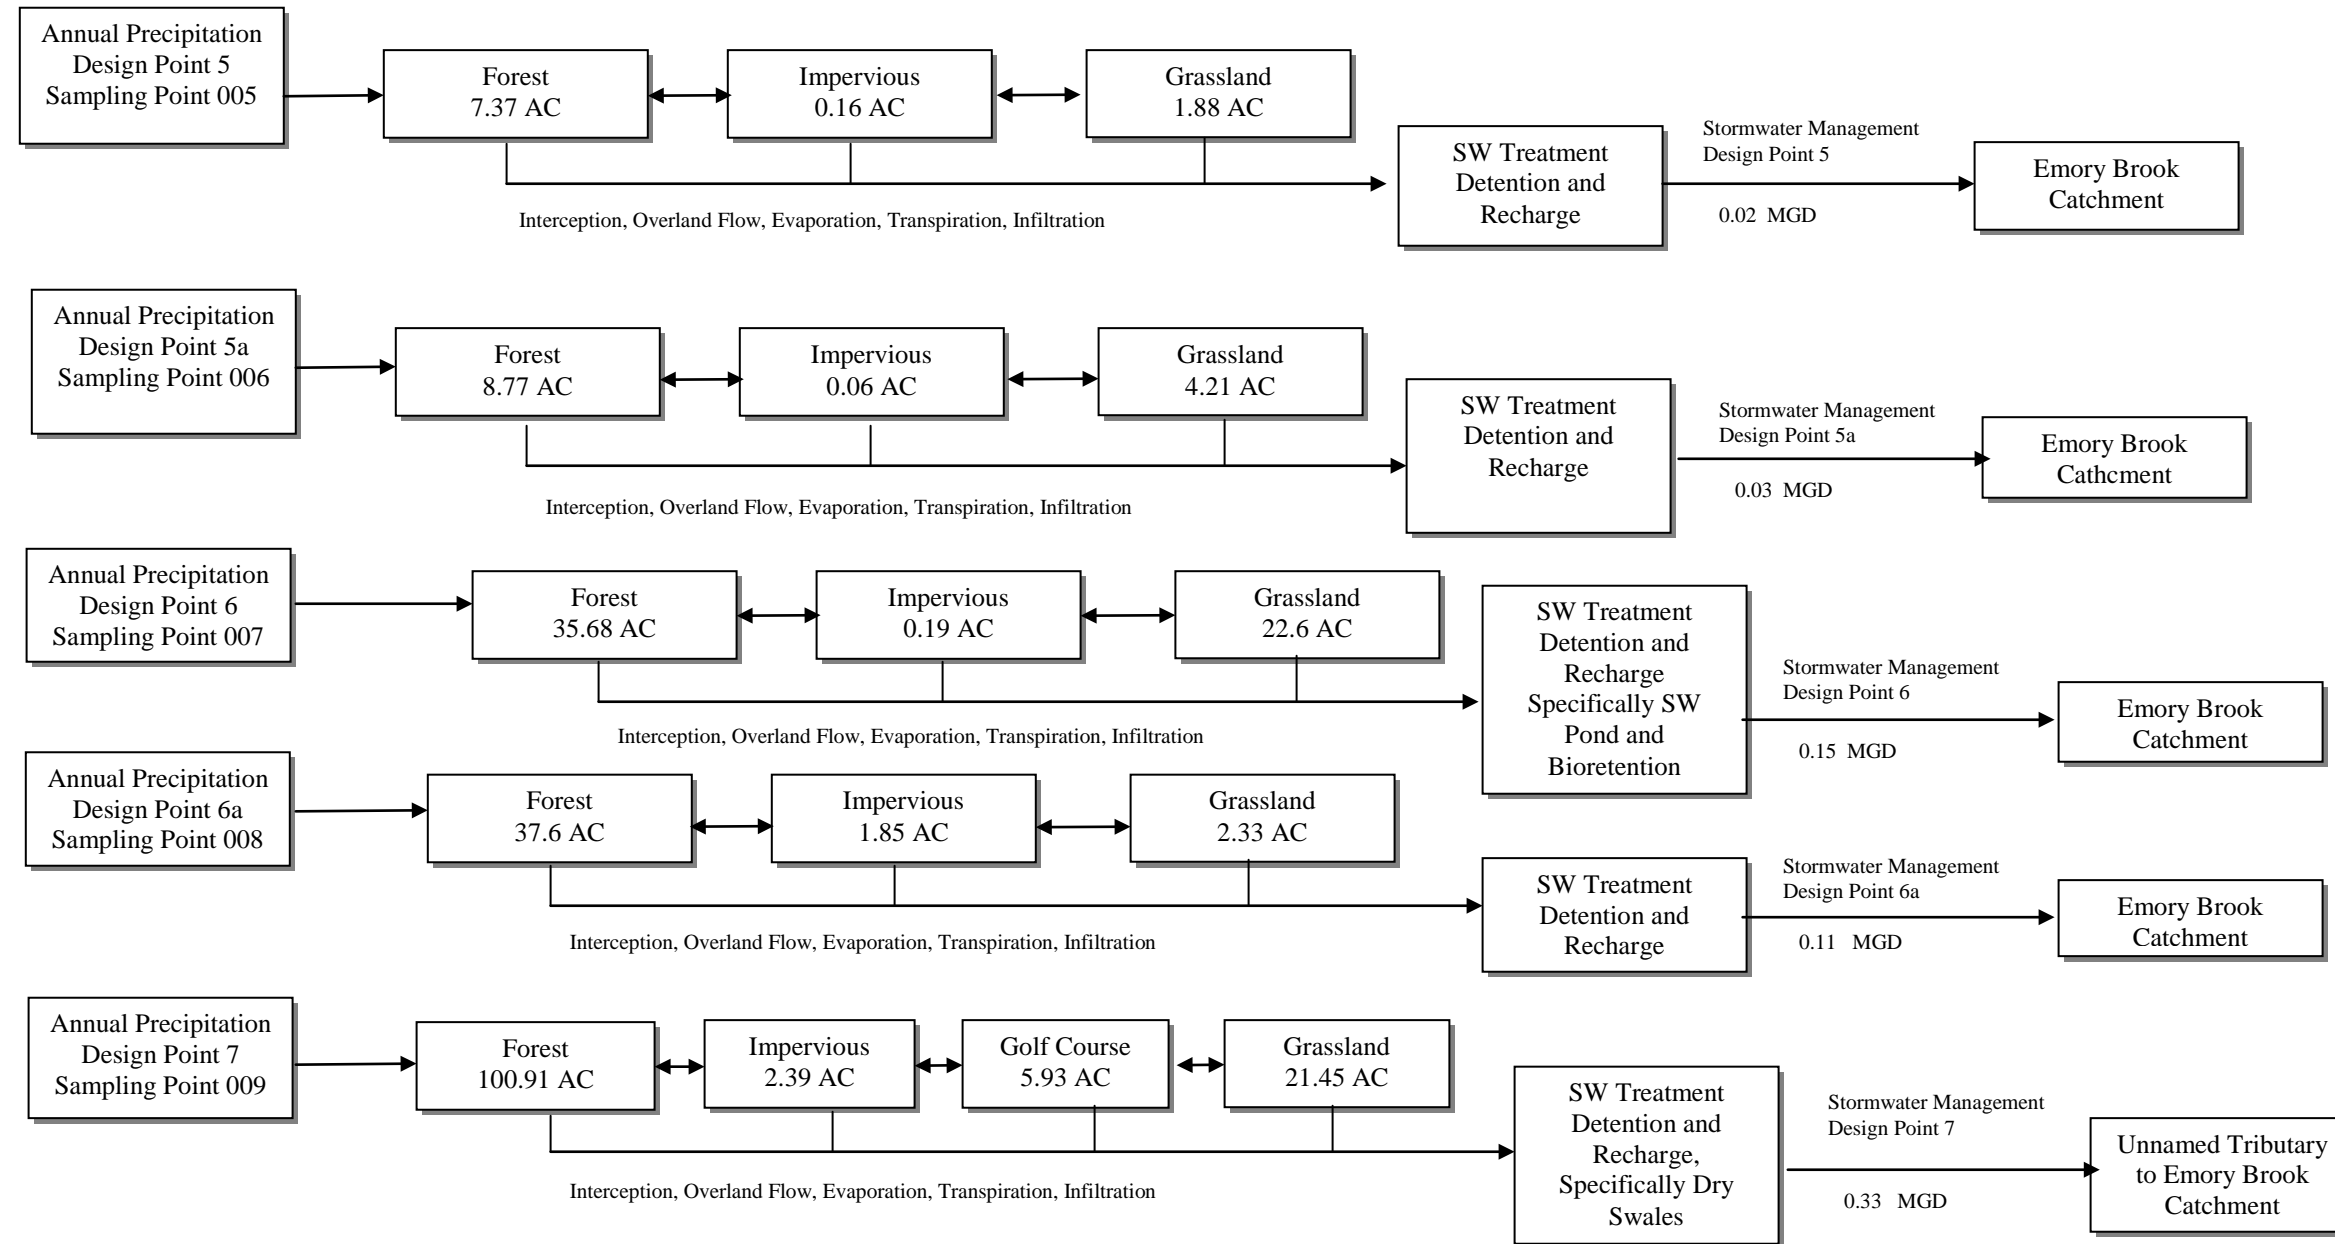 Annual Precipitation
Design Point 5
Sampling Point 005
Forest
7.37 AC
Impervious
0.16 AC
Grassland
1.88 AC
SW Treatment
Detention and
Recharge
Stormwater Management
Design Point 5
0.02 MGD
Emory Brook
Catchment
Interception, Overland Flow, Evaporation, Transpiration, Infiltration
Annual Precipitation
Design Point 5a
Sampling Point 006
Forest
8.77 AC
Impervious
0.06 AC
Grassland
4.21 AC
SW Treatment
Detention and
Recharge
Stormwater Management
Design Point 5a
0.03 MGD
Emory Brook
Cathcment
Interception, Overland Flow, Evaporation, Transpiration, Infiltration
Annual Precipitation
Design Point 6
Sampling Point 007
Forest
35.68 AC
Impervious
0.19 AC
Grassland
22.6 AC
SW Treatment
Detention and
Recharge
Specifically SW
Pond and
Bioretention
Stormwater Management
Design Point 6
0.15 MGD
Emory Brook
Catchment
Interception, Overland Flow, Evaporation, Transpiration, Infiltration
Annual Precipitation
Design Point 6a
Sampling Point 008
Forest
37.6 AC
Impervious
1.85 AC
Grassland
2.33 AC
SW Treatment
Detention and
Recharge
Stormwater Management
Design Point 6a
0.11 MGD
Emory Brook
Catchment
Interception, Overland Flow, Evaporation, Transpiration, Infiltration
Annual Precipitation
Design Point 7
Sampling Point 009
Forest
100.91 AC
Impervious
2.39 AC
Golf Course
5.93 AC
Grassland
21.45 AC
SW Treatment
Detention and
Recharge,
Specifically Dry
Swales
Stormwater Management
Design Point 7
0.33 MGD
Unnamed Tributary
to Emory Brook
Catchment
Interception, Overland Flow, Evaporation, Transpiration, Infiltration